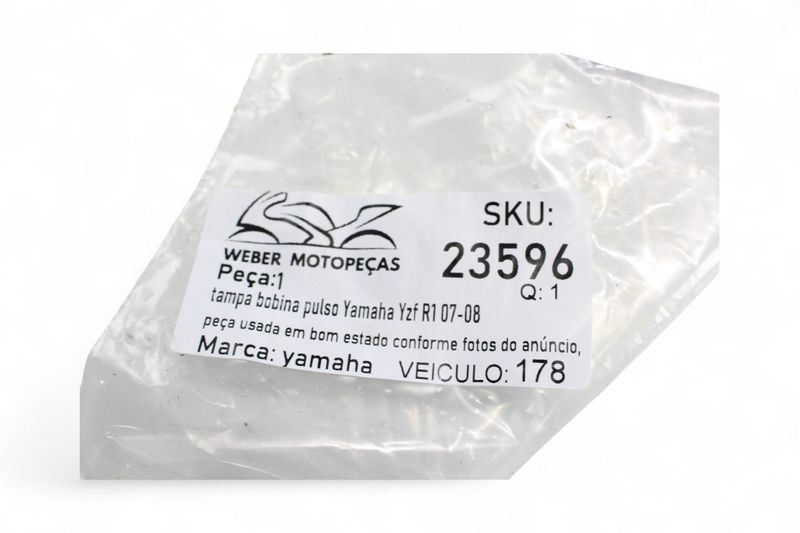 WEBER MOTOPEÇAS
SKU:
23596
Peça:1
Q: 1
tampa bobina pulso Yamaha Yzf R1 07-08
peça usada em bom estado conforme fotos do anúncio,
Marca: yamaha VEICULO: 178